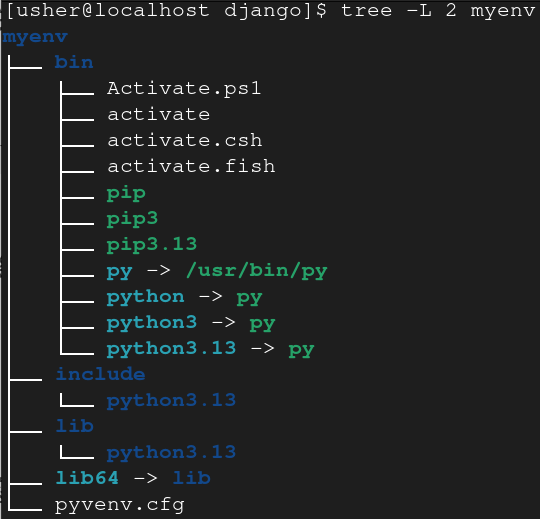 [usher@localhost django]$ tree -L 2 myenv
myenv
├── bin
│   ├── Activate.ps1
│   ├── activate
│   ├── activate.csh
│   ├── activate.fish
│   ├── pip
│   ├── pip3
│   ├── pip3.13
│   ├── py -> /usr/bin/py
│   ├── python -> py
│   ├── python3 -> py
│   └── python3.13 -> py
├── include
│   └── python3.13
├── lib
│   └── python3.13
├── lib64 -> lib
└── pyvenv.cfg